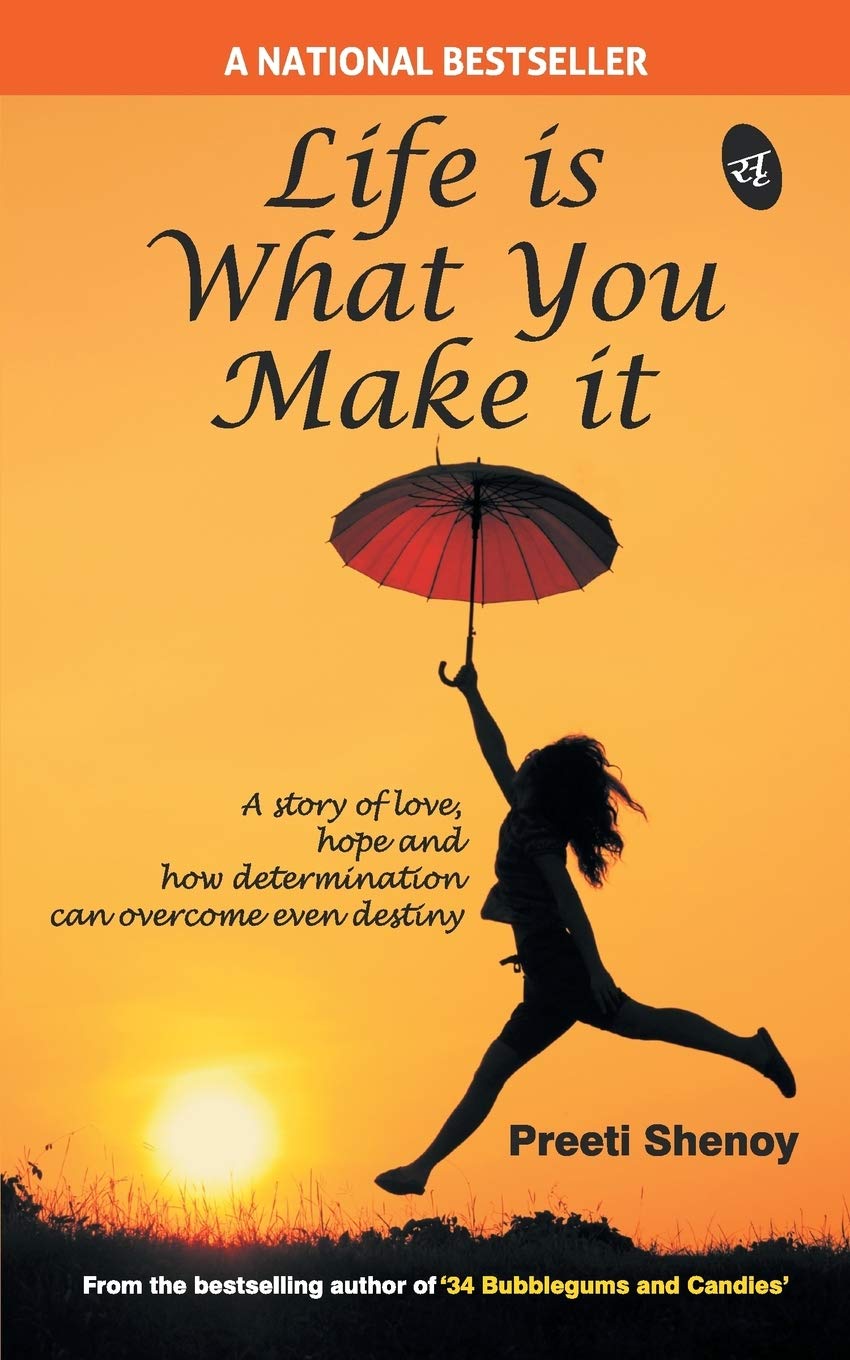 A NATIONAL BESTSELLER
Life is
What You
Make it
सृ
A story of love,
hope and
how determination
can overcome even destiny
Preeti Shenoy
From the bestselling author of ‘34 Bubblegums and Candies’